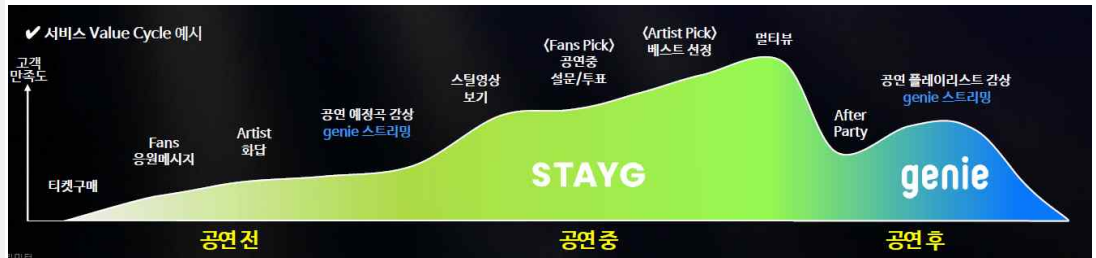 ✔ 서비스 Value Cycle 예시
고객
만족도
티켓구매
Fans
응원메시지
Artist
화답
공연 예정곡 감상
genie 스트리밍
스틸영상
보기
〈Fans Pick〉
공연중
설문/투표
〈Artist Pick〉
베스트 선정
멀티뷰
After
Party
공연 플레이리스트 감상
genie 스트리밍
STAYG
genie
공연 전
공연 중
공연 후